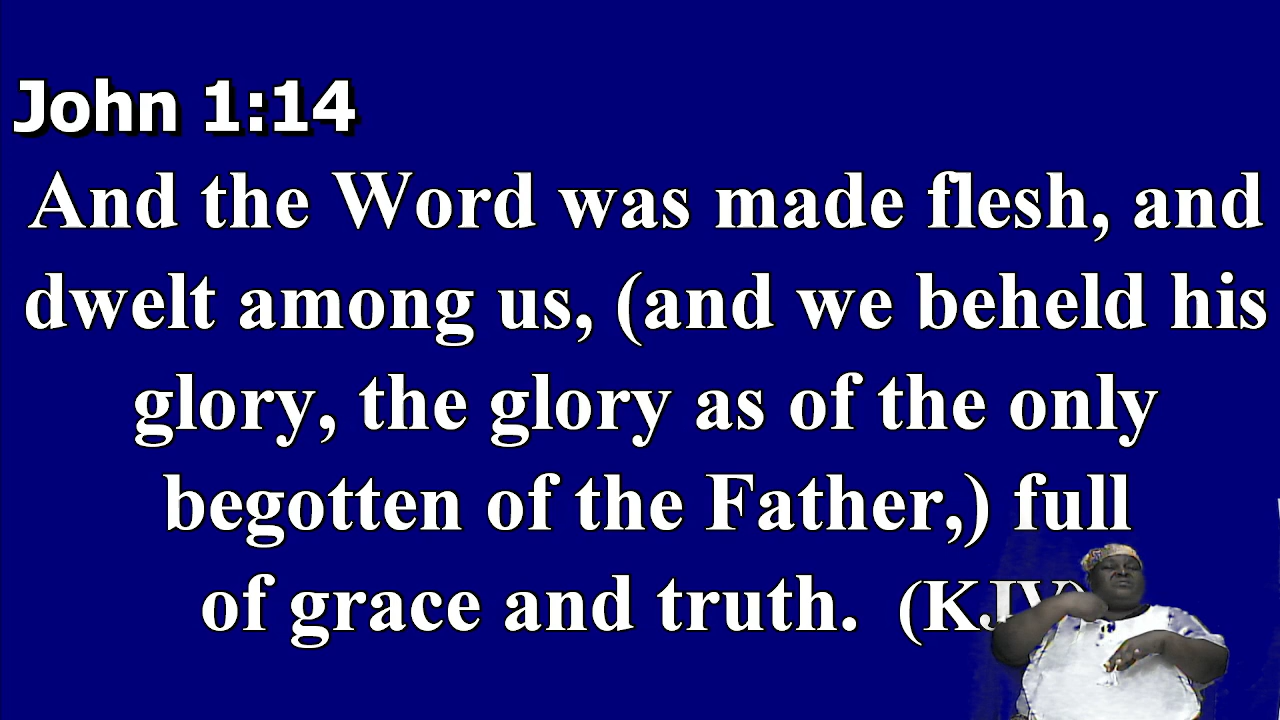 John 1:14
And the Word was made flesh, and
dwelt among us, (and we beheld his
glory, the glory as of the only
begotten of the Father,) full
of grace and truth. (KJV)